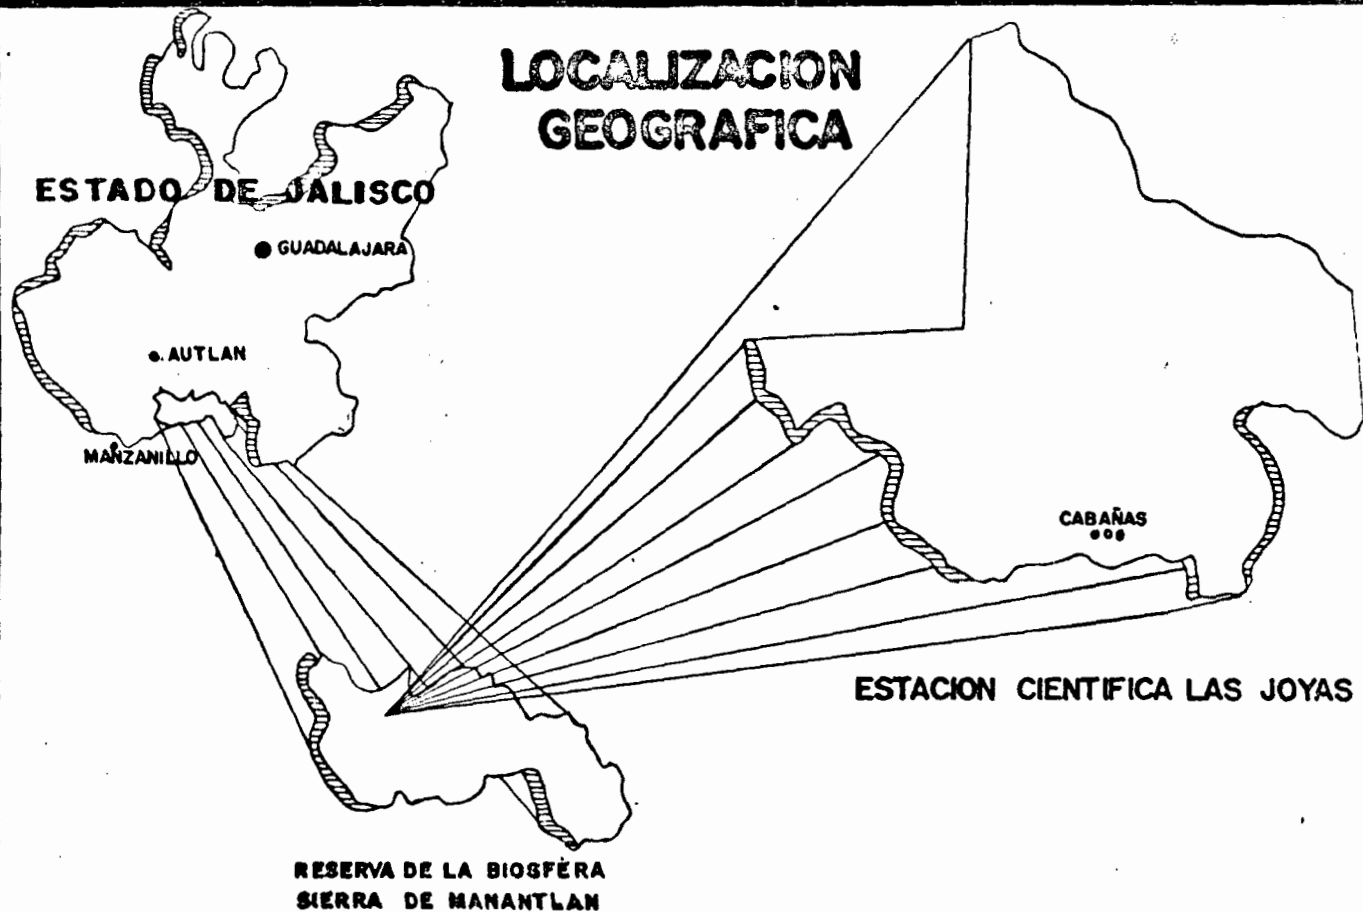 LOCALIZACION
GEOGRAFICA
ESTADO DE JALISCO
GUADALAJARA
AUTLAN
MANZANILLO
CABAÑAS
ESTACION CIENTIFICA LAS JOYAS
RESERVA DE LA BIOSFERA
SIERRA DE MANANTLAN